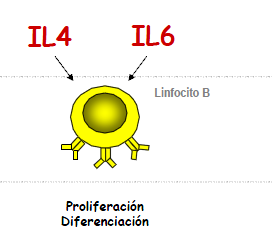 IL4 IL6
Linfocito B
Proliferación
Diferenciación